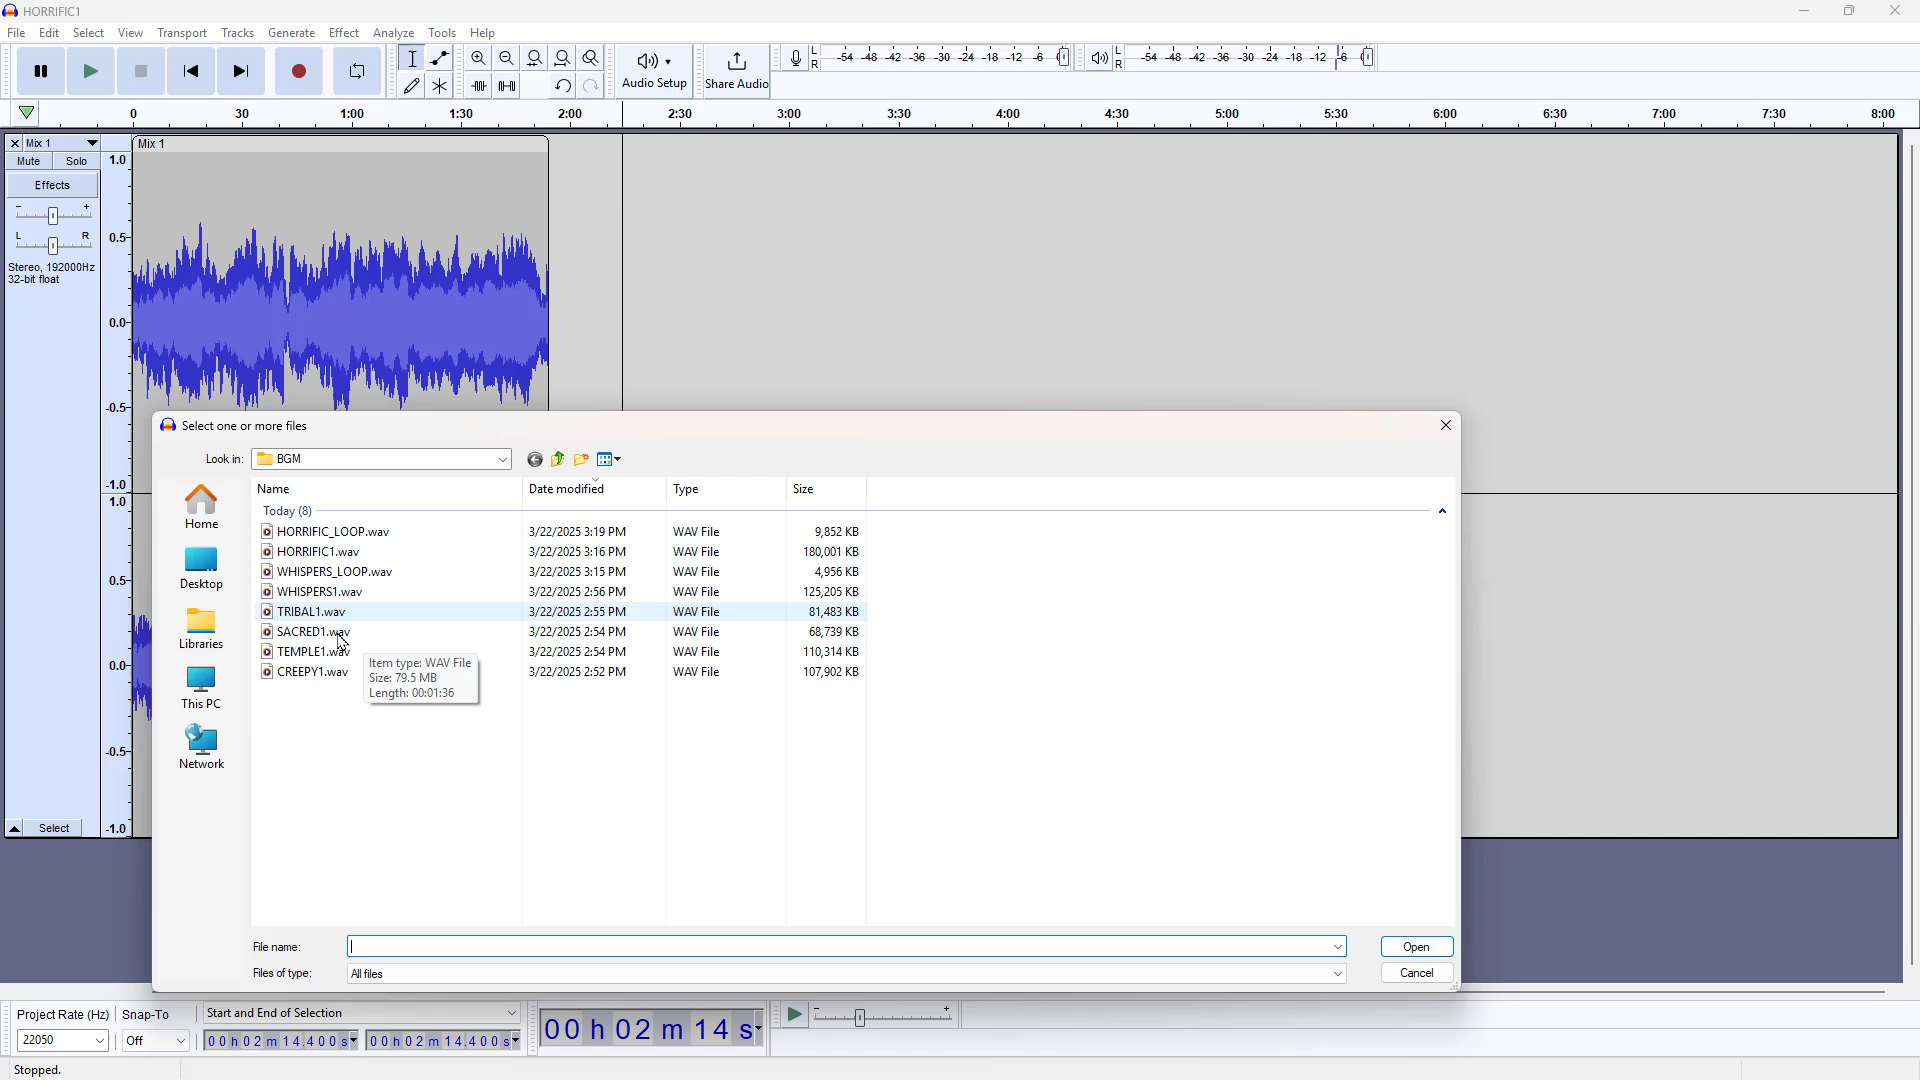 HORRIFIC1
File Edit Select View Transport Tracks Generate Effect Analyze Tools Help
Audio Setup
Share Audio
L R -54 -48 -42 -36 -30 -24 -18 -12 -6 0
L R -54 -48 -42 -36 -30 -24 -18 -12 -6 0
0 30 1:00 1:30 2:00 2:30 3:00 3:30 4:00 4:30 5:00 5:30 6:00 6:30 7:00 7:30 8:00
Mix 1
Mute Solo
Effects
- +
L R
Stereo, 192000Hz
32-bit float
Select
1.0
0.5
0.0
-0.5
-1.0
1.0
0.5
0.0
-0.5
-1.0
Mix 1
Select one or more files
Look in: BGM
Home
Desktop
Libraries
This PC
Network
Name Date modified Type Size
Today (8)
HORRIFIC_LOOP.wav 3/22/2025 3:19 PM WAV File 9,852 KB
HORRIFIC1.wav 3/22/2025 3:16 PM WAV File 180,001 KB
WHISPERS_LOOP.wav 3/22/2025 3:15 PM WAV File 4,956 KB
WHISPERS1.wav 3/22/2025 2:56 PM WAV File 125,205 KB
TRIBAL1.wav 3/22/2025 2:55 PM WAV File 81,483 KB
SACRED1.wav 3/22/2025 2:54 PM WAV File 68,739 KB
TEMPLE1.wav 3/22/2025 2:54 PM WAV File 110,314 KB
CREEPY1.wav 3/22/2025 2:52 PM WAV File 107,902 KB
Item type: WAV File
Size: 79.5 MB
Length: 00:01:36
File name: Open
Files of type: All files Cancel
Project Rate (Hz) Snap-To Start and End of Selection
22050 Off 00h02m14.400s 00h02m14.400s
00 h 02 m 14 s
- +
Stopped.